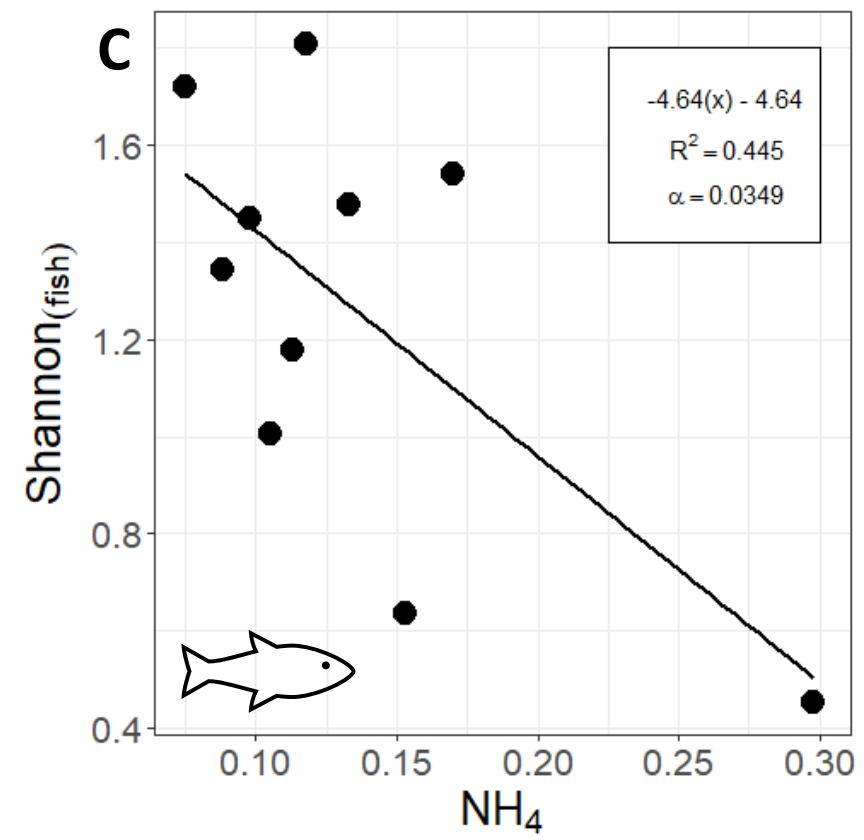 C
-4.64(x) - 4.64
R² = 0.445
α = 0.0349
1.6
1.2
0.8
0.4
Shannon(fish)
0.10 0.15 0.20 0.25 0.30
NH₄